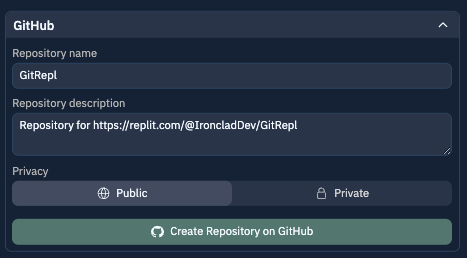 GitHub
Repository name
GitRepl
Repository description
Repository for https://replit.com/@IroncladDev/GitRepl
Privacy
Public Private
Create Repository on GitHub